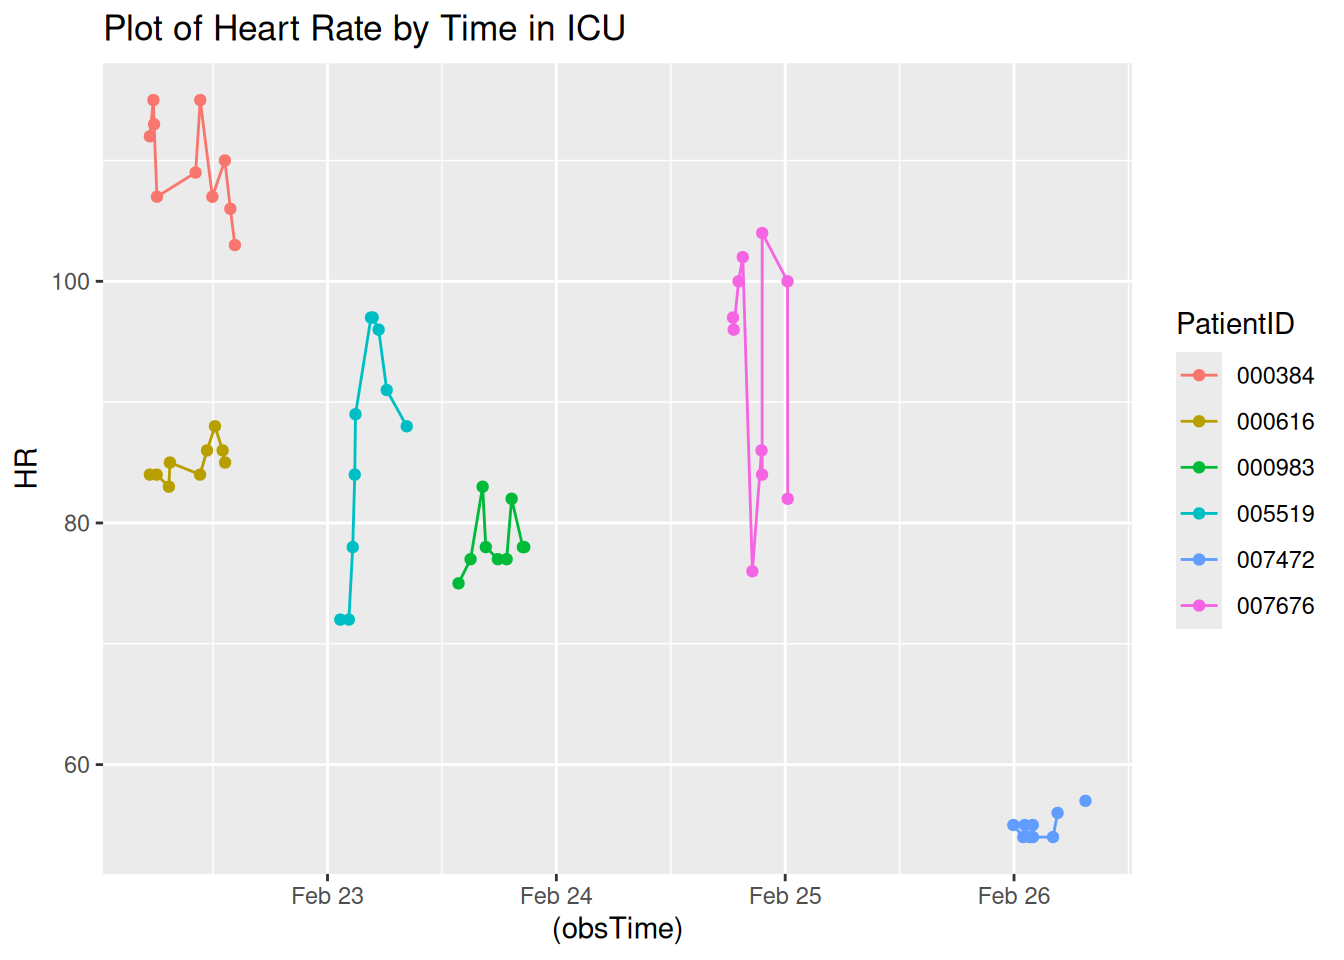 Plot of Heart Rate by Time in ICU
HR
100
80
60
Feb 23
Feb 24
Feb 25
Feb 26
(obsTime)
PatientID
000384
000616
000983
005519
007472
007676